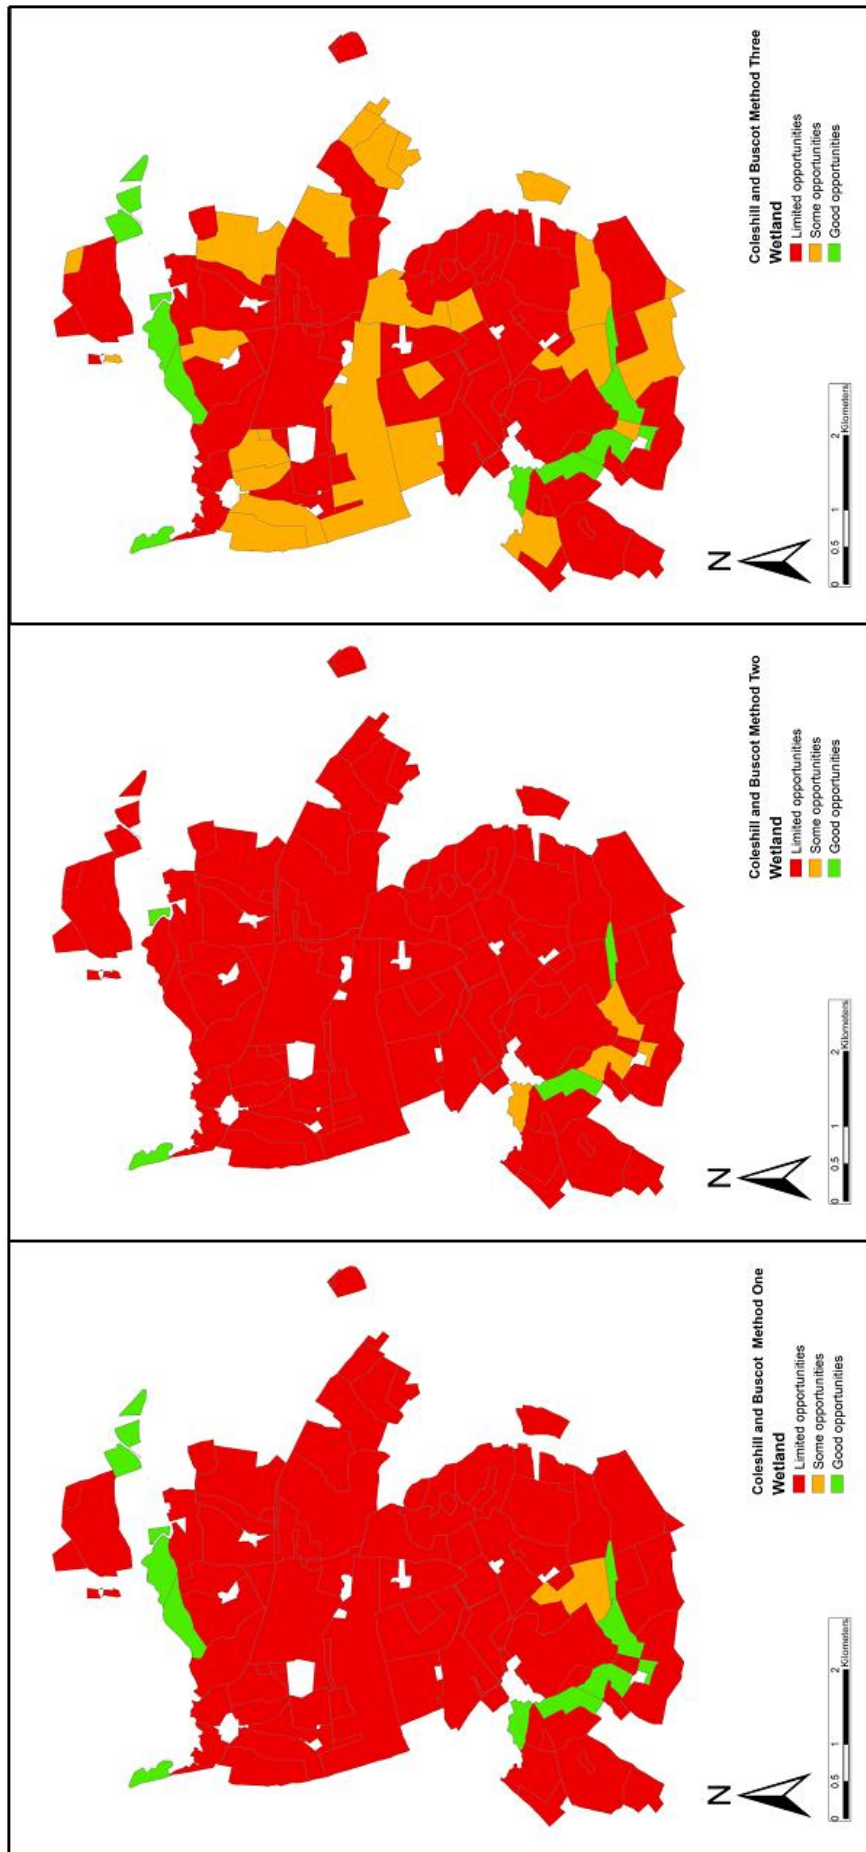 Coleshill and Buscot Method Three
Wetland
Limited opportunities
Some opportunities
Good opportunities
N
0 0.5 1 2
Kilometers
Coleshill and Buscot Method Two
Wetland
Limited opportunities
Some opportunities
Good opportunities
N
0 0.5 1 2
Kilometers
Coleshill and Buscot Method One
Wetland
Limited opportunities
Some opportunities
Good opportunities
N
0 0.5 1 2
Kilometers